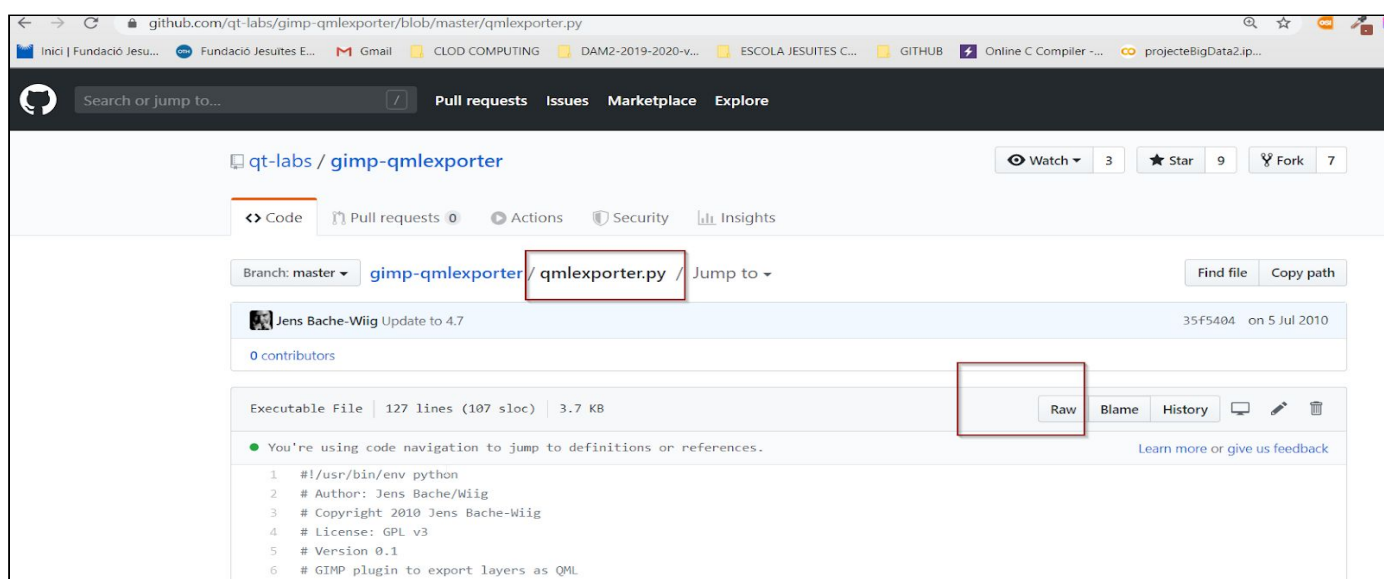 github.com/qt-labs/gimp-qmlexporter/blob/master/qmlexporter.py
Inici | Fundació Jesu... Fundació Jesuïtes E... Gmail CLOD COMPUTING DAM2-2019-2020-v... ESCOLA JESUITES C... GITHUB Online C Compiler -... projecteBigData2.ip...
Search or jump to... / Pull requests Issues Marketplace Explore
qt-labs / gimp-qmlexporter Watch 3 Star 9 Fork 7
Code Pull requests 0 Actions Security Insights
Branch: master gimp-qmlexporter / qmlexporter.py / Jump to Find file Copy path
Jens Bache-Wiig Update to 4.7 35f5404 on 5 Jul 2010
0 contributors
Executable File 127 lines (107 sloc) 3.7 KB Raw Blame History
You're using code navigation to jump to definitions or references. Learn more or give us feedback
1 #!/usr/bin/env python
2 # Author: Jens Bache/Wiig
3 # Copyright 2010 Jens Bache-Wiig
4 # License: GPL v3
5 # Version 0.1
6 # GIMP plugin to export layers as QML